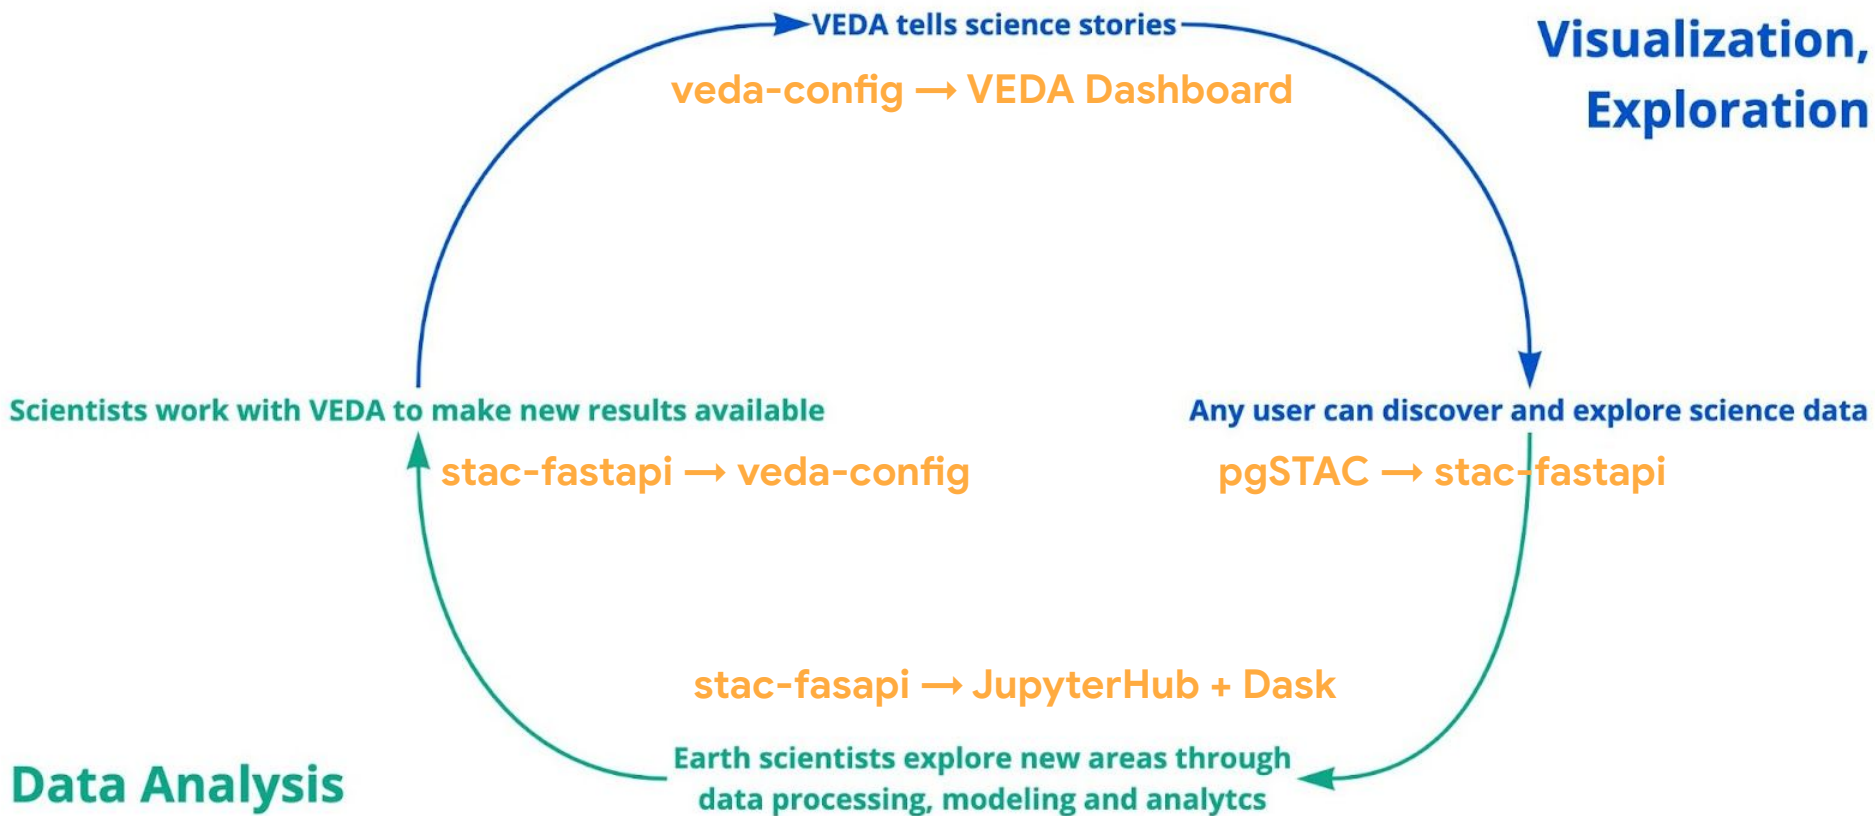 VEDA tells science stories
Visualization,
Exploration
veda-config → VEDA Dashboard
Scientists work with VEDA to make new results available
Any user can discover and explore science data
stac-fastapi → veda-config
pgSTAC → stac-fastapi
stac-fasapi → JupyterHub + Dask
Earth scientists explore new areas through
data processing, modeling and analytcs
Data Analysis